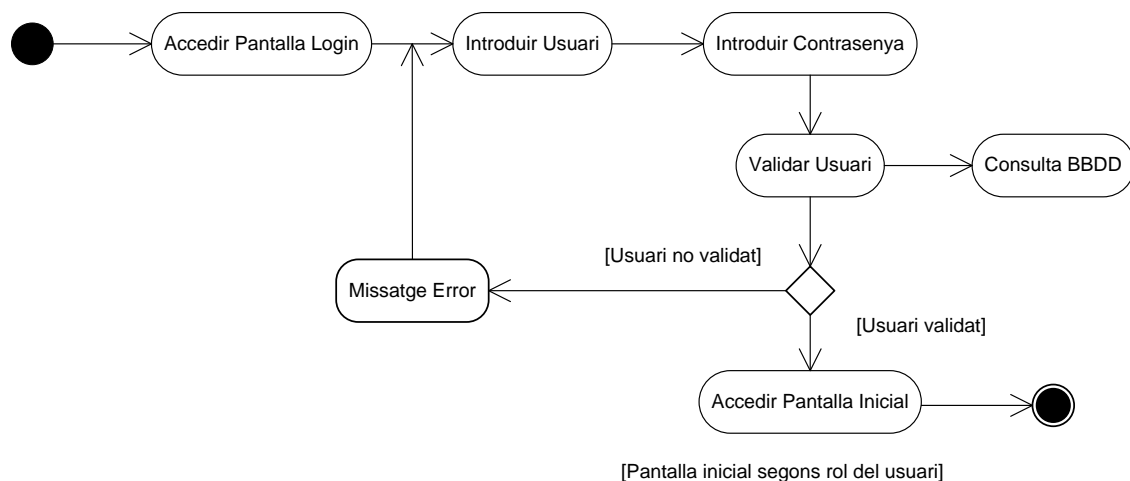 Accedir Pantalla Login
Introduir Usuari
Introduir Contrasenya
Validar Usuari
Consulta BBDD
[Usuari no validat]
Missatge Error
[Usuari validat]
Accedir Pantalla Inicial
[Pantalla inicial segons rol del usuari]